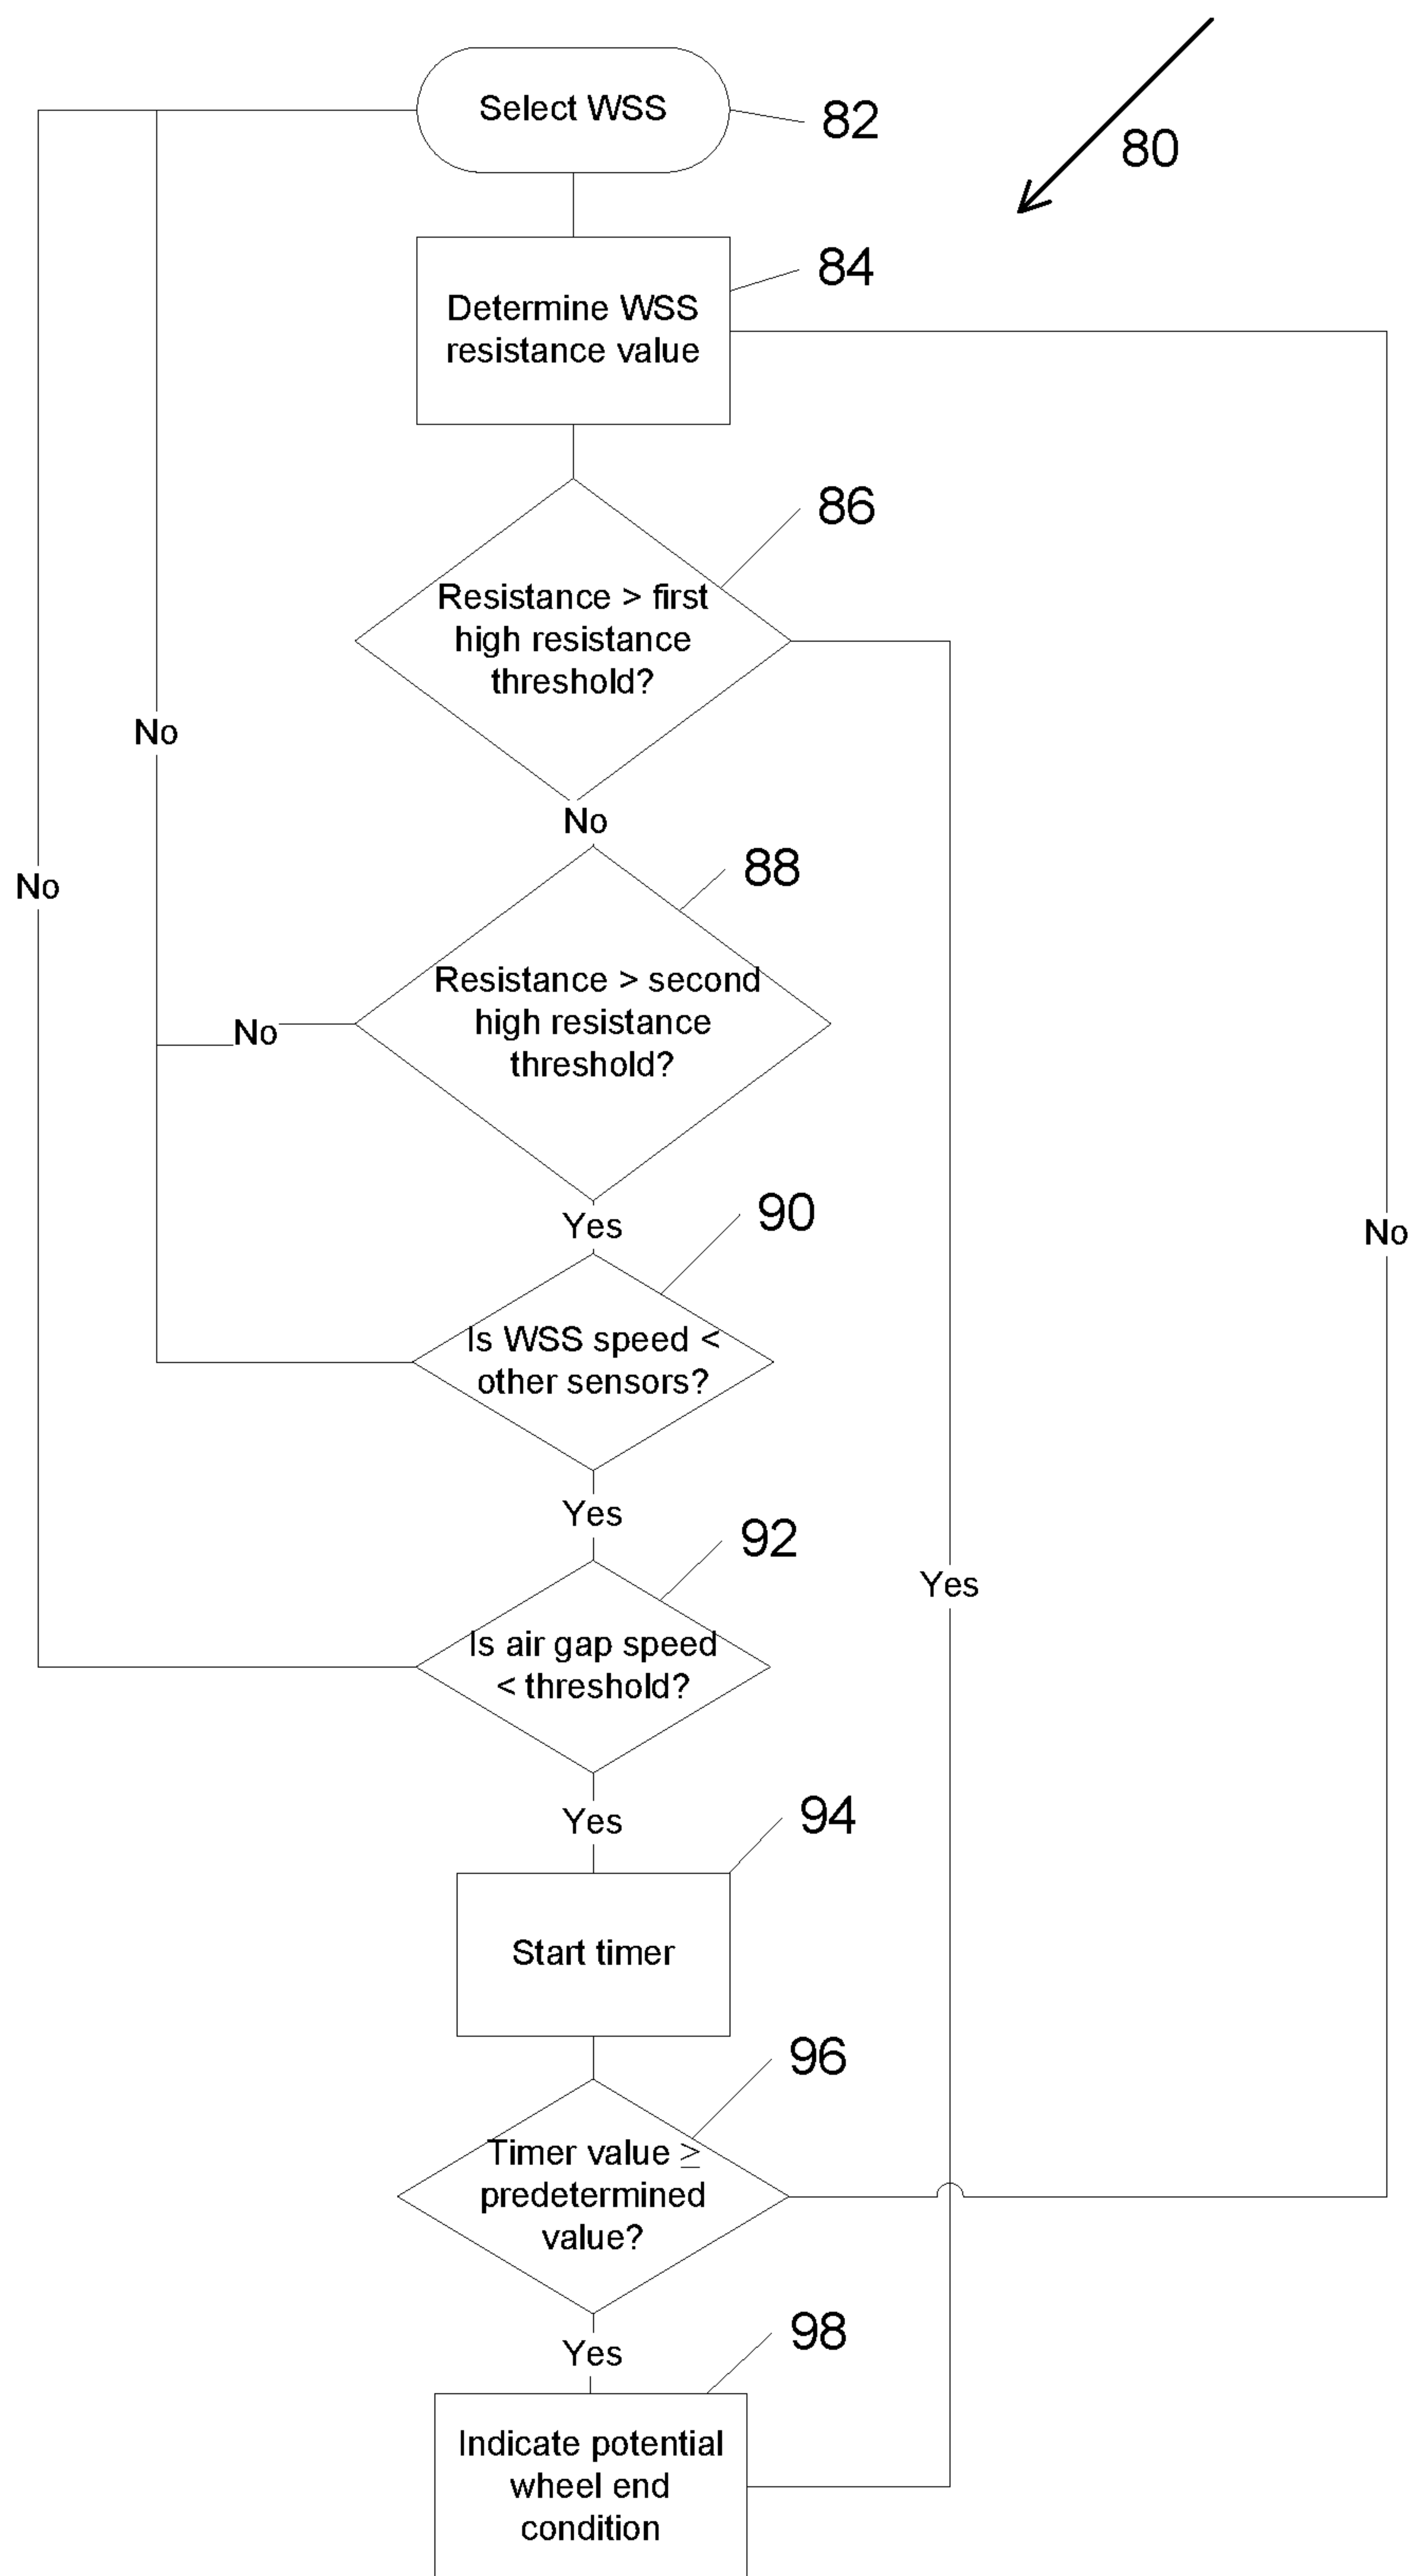 Select WSS
82
80
84
Determine WSS
resistance value
86
Resistance > first
high resistance
threshold?
No
No
88
No
Resistance > second
high resistance
threshold?
No
Yes
90
No
Is WSS speed <
other sensors?
Yes
92
Yes
Is air gap speed
< threshold?
Yes
94
Start timer
96
Timer value ≥
predetermined
value?
Yes
98
Indicate potential
wheel end
condition